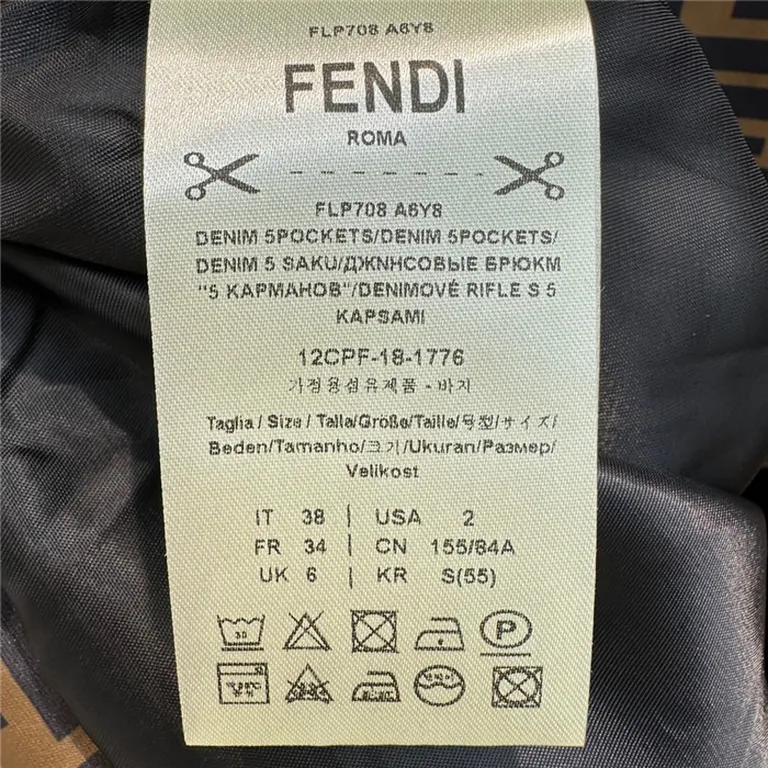 FLP708 A6Y8
FENDI
ROMA
FLP708 A6Y8
DENIM 5POCKETS/DENIM 5POCKETS/
DENIM 5 SAKU/ДЖNНСОВЫЕ БРЮКМ
"5 КАРМАНОВ"/DENIMOVÉ RIFLE S 5
KAPSAMI
12CPF-18-1776
가정용섬유제품 - 바지
Taglia / Size / Talla/Größe/Taille/号型/サイズ/
Beden/Tamanho/크기/Ukuran/Размер/
Velikost
IT 38 | USA 2
FR 34 | CN 155/84A
UK 6 | KR S(55)
30
P